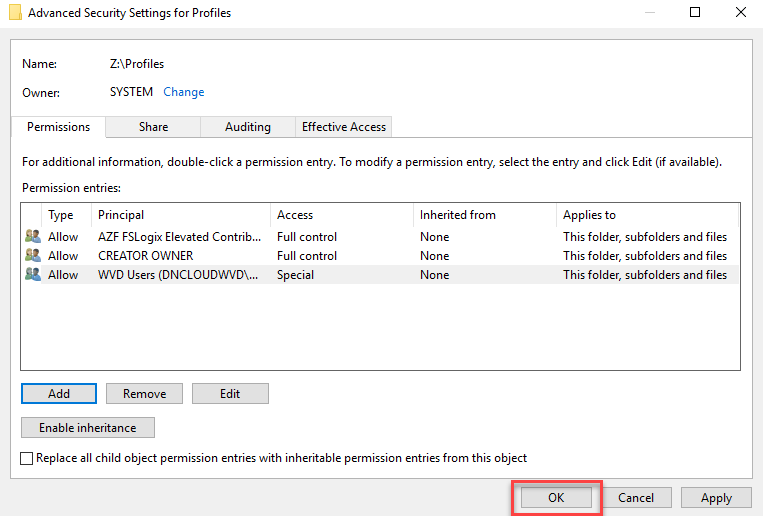 Advanced Security Settings for Profiles
Name: Z:\Profiles
Owner: SYSTEM Change
Permissions Share Auditing Effective Access
For additional information, double-click a permission entry. To modify a permission entry, select the entry and click Edit (if available).
Permission entries:
Type Principal Access Inherited from Applies to
Allow AZF FSLogix Elevated Contrib... Full control None This folder, subfolders and files
Allow CREATOR OWNER Full control None This folder, subfolders and files
Allow WVD Users (DNCLOUDWVD\... Special None This folder, subfolders and files
Add Remove Edit
Enable inheritance
Replace all child object permission entries with inheritable permission entries from this object
OK Cancel Apply